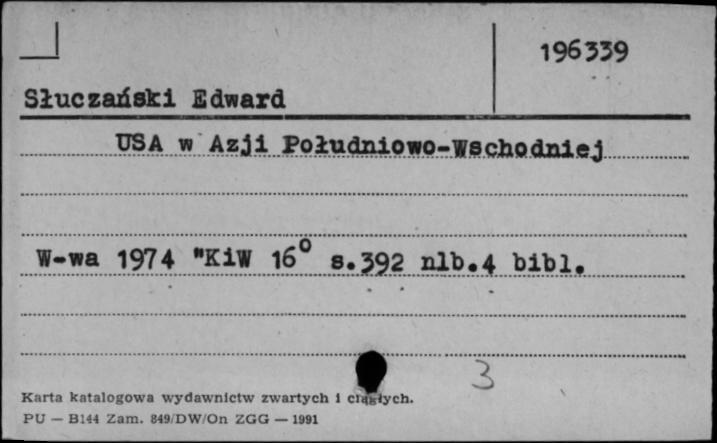 196339
Słuczański Edward
USA w Azji Południowo-Wschodniej
W-wa 1974 "KiW 16° s.392 nlb.4 bibl.
3
Karta katalogowa wydawnictw zwartych i ciągłych.
PU — B144 Zam. 849/DW/On ZGG — 1991